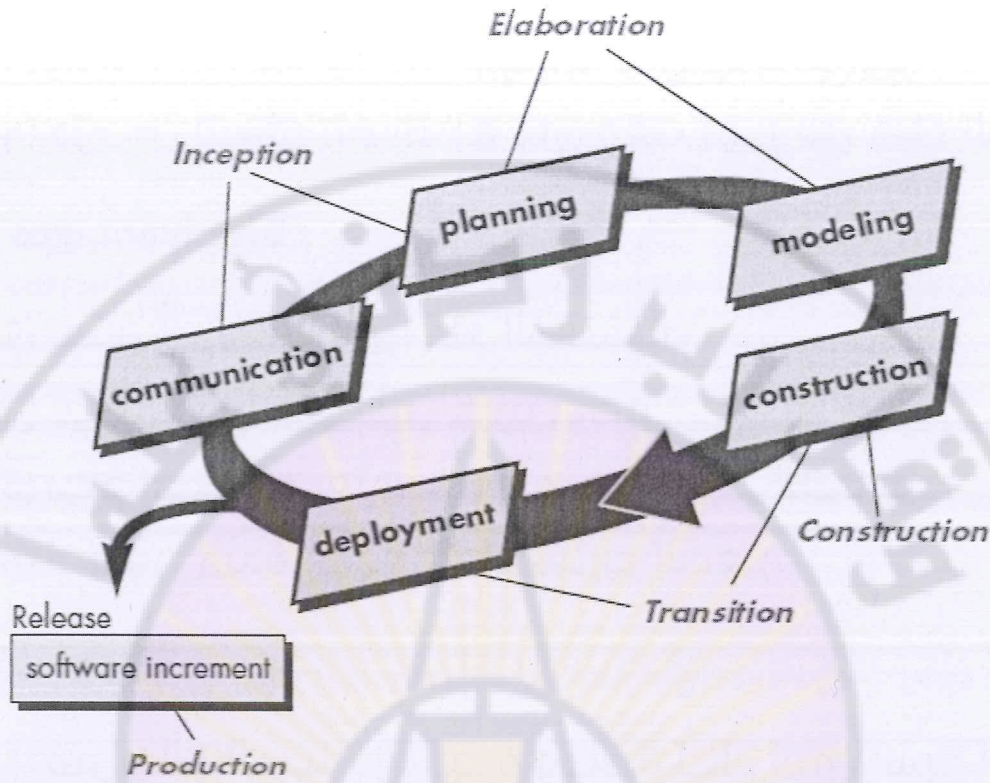 Elaboration
Inception
planning
modeling
communication
construction
deployment
Construction
Release
Transition
software increment
Production